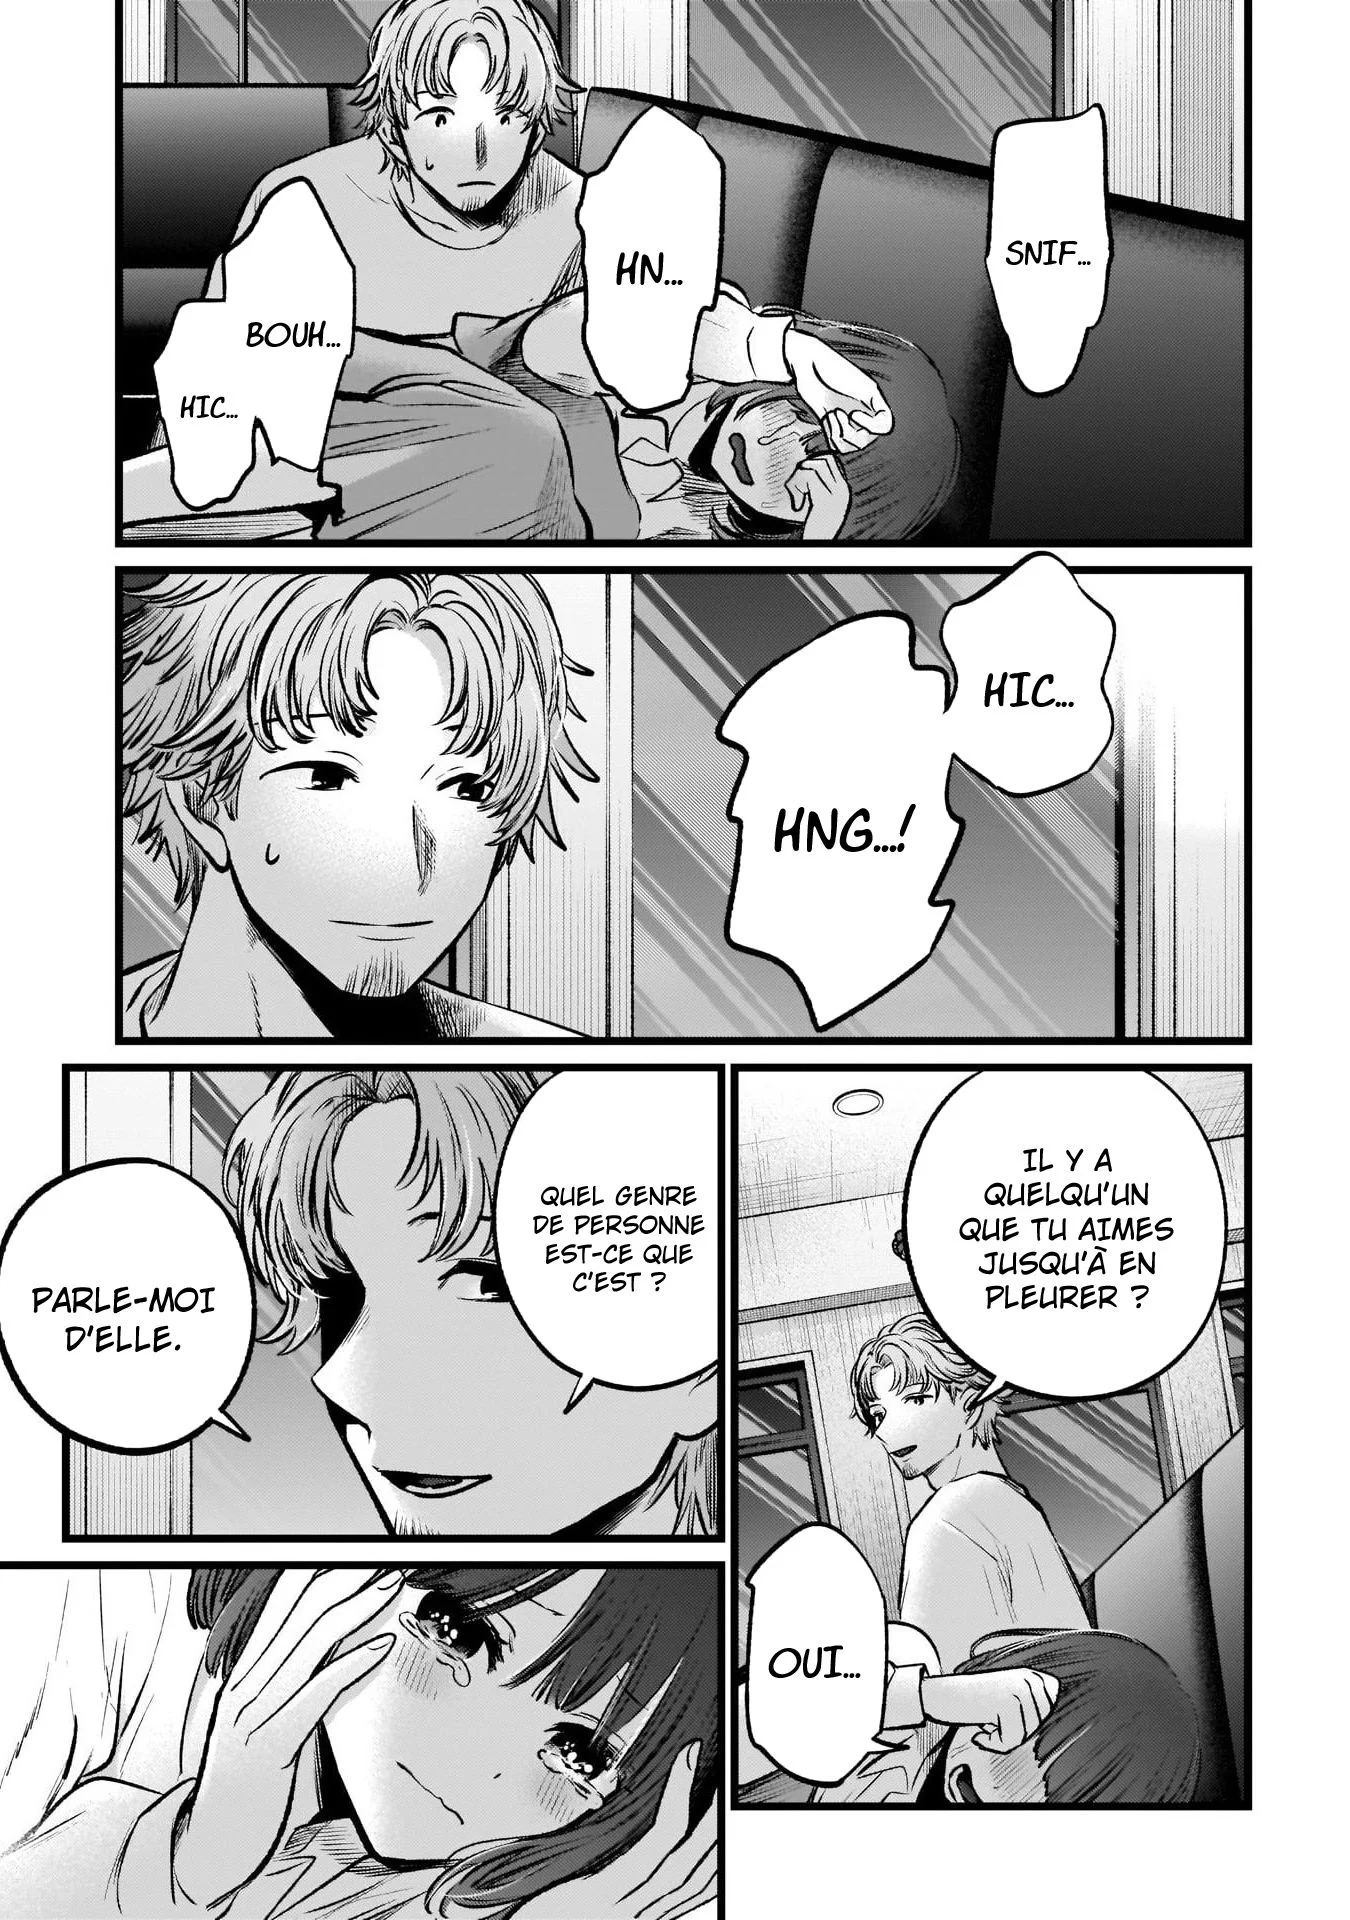 SNIF...
HN...
BOUH...
HIC...
HIC...
HNG...!
IL Y A
QUELQU'UN
QUE TU AIMES
JUSQU'À EN
PLEURER ?
OUI...
QUEL GENRE
DE PERSONNE
EST-CE QUE
C'EST ?
PARLE-MOI
D'ELLE.